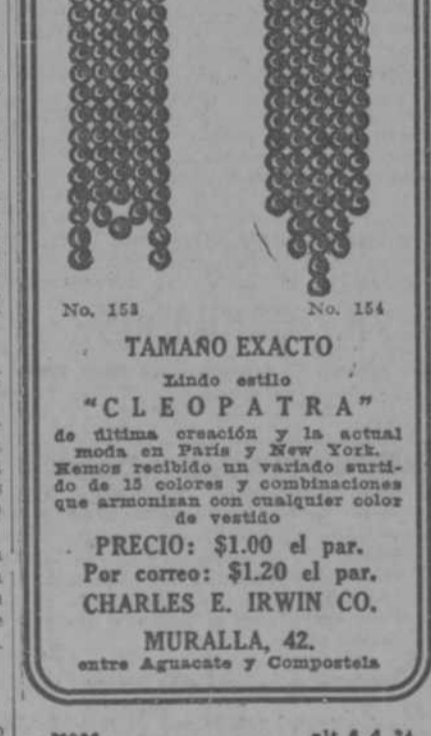 No. 153
No. 154
TAMAÑO EXACTO
Lindo estilo
"CLEOPATRA"
de última creación y la actual
moda en París y New York.
Hemos recibido un variado surti-
do de 15 colores y combinaciones
que armonizan con cualquier color
de vestido
PRECIO: $1.00 el par.
Por correo: $1.20 el par.
CHARLES E. IRWIN CO.
MURALLA, 42.
entre Aguacate y Compostela